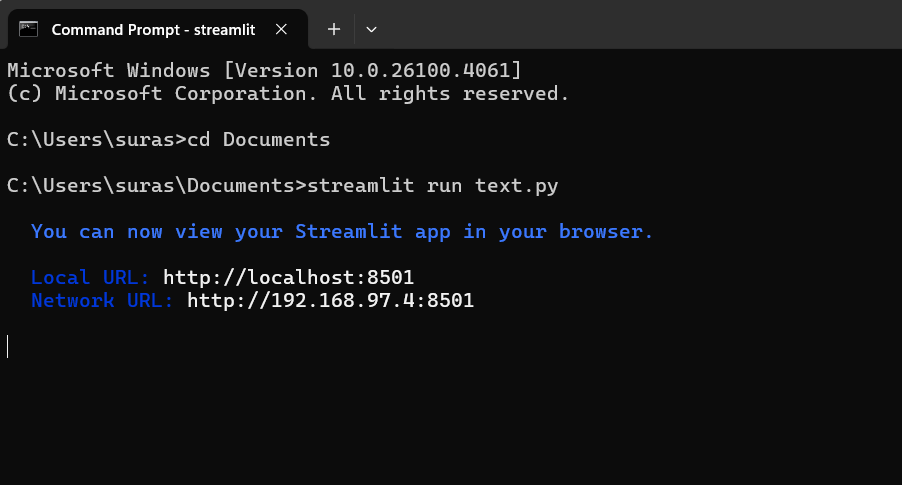 Command Prompt - streamlit
Microsoft Windows [Version 10.0.26100.4061]
(c) Microsoft Corporation. All rights reserved.
C:\Users\suras>cd Documents
C:\Users\suras\Documents>streamlit run text.py
You can now view your Streamlit app in your browser.
Local URL: http://localhost:8501
Network URL: http://192.168.97.4:8501